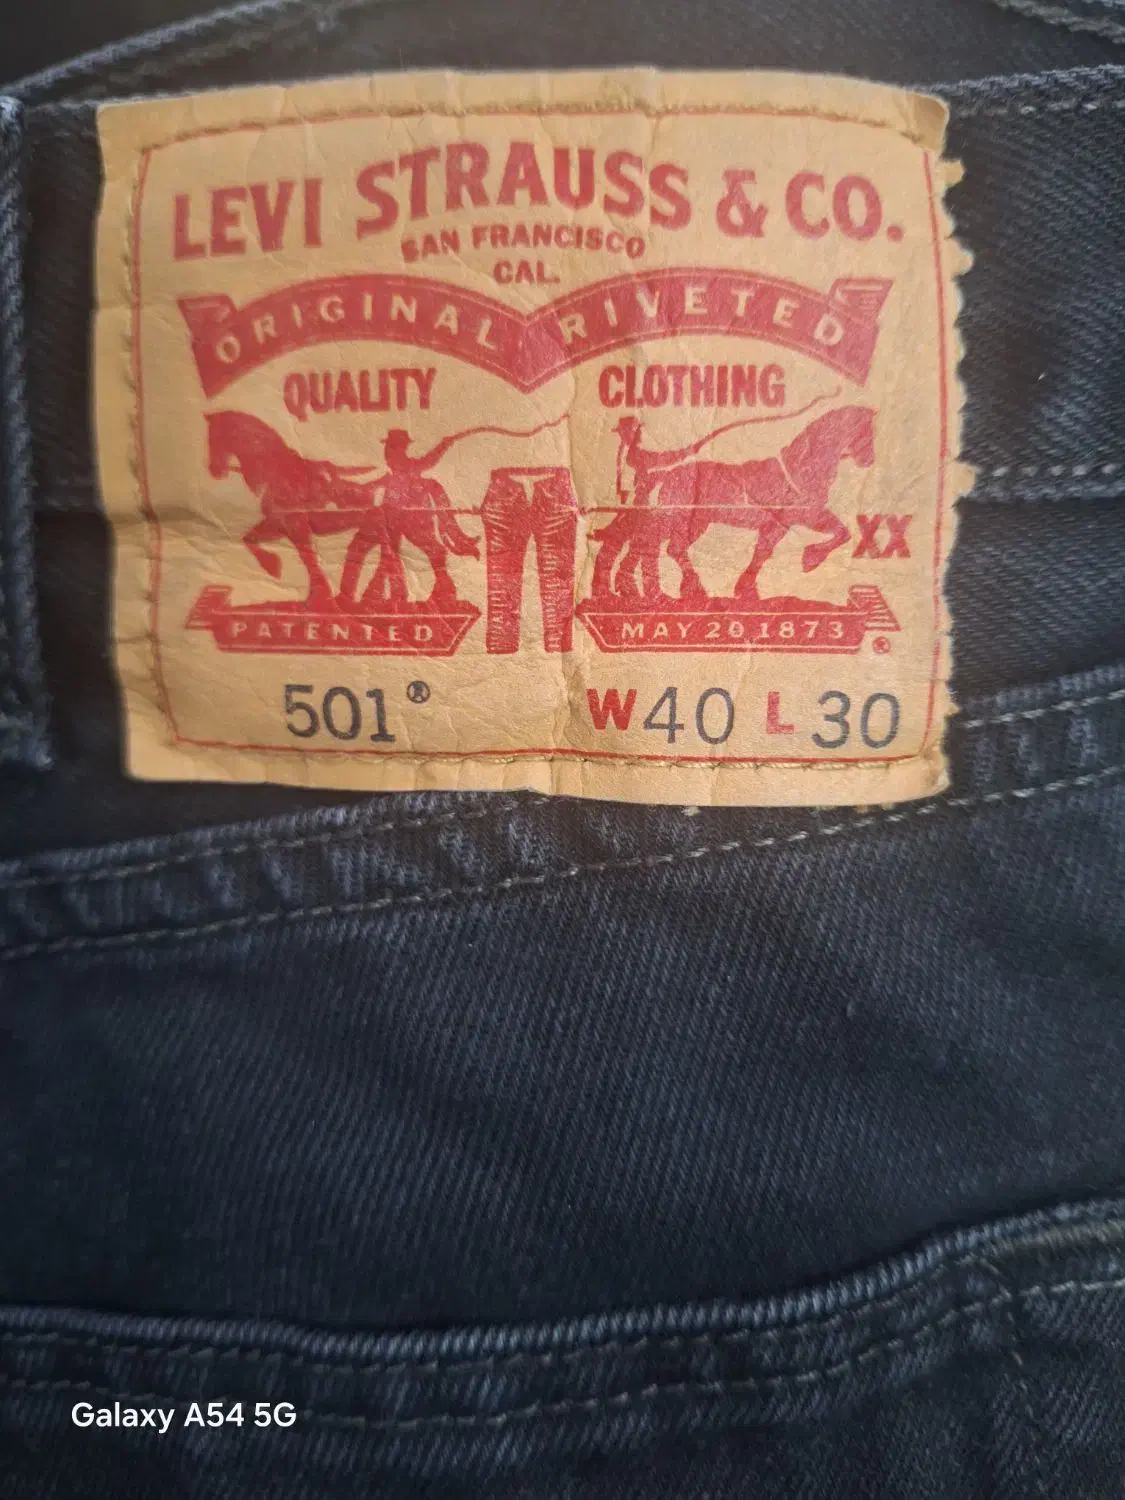 LEVI STRAUSS & CO.
SAN FRANCISCO
CAL.
ORIGINAL RIVETED
QUALITY CLOTHING
XX
PATENTED MAY 20 1873 ®
501® W40 L30
Galaxy A54 5G